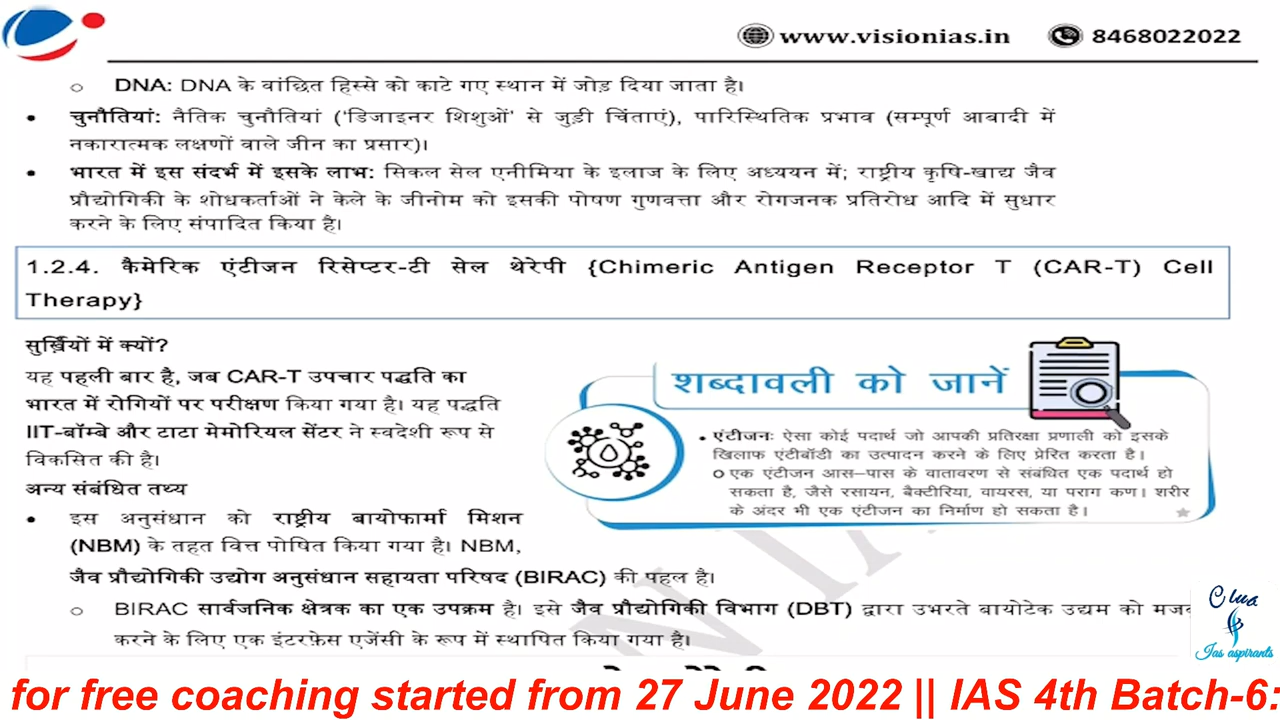 www.visionias.in 8468022022
○ DNA: DNA के वांछित हिस्से को काटे गए स्थान में जोड़ दिया जाता है।
• चुनौतियां: नैतिक चुनौतियां ('डिजाइनर शिशुओं' से जुड़ी चिंताएं), पारिस्थितिक प्रभाव (सम्पूर्ण आबादी में
नकारात्मक लक्षणों वाले जीन का प्रसार)।
• भारत में इस संदर्भ में इसके लाभ: सिकल सेल एनीमिया के इलाज के लिए अध्ययन में; राष्ट्रीय कृषि-खाद्य जैव
प्रौद्योगिकी के शोधकर्ताओं ने केले के जीनोम को इसकी पोषण गुणवत्ता और रोगजनक प्रतिरोध आदि में सुधार
करने के लिए संपादित किया है।
1.2.4. कैमेरिक एंटीजन रिसेप्टर-टी सेल थेरेपी {Chimeric Antigen Receptor T (CAR-T) Cell
Therapy}
सुर्ख़ियों में क्यों?
यह पहली बार है, जब CAR-T उपचार पद्धति का
भारत में रोगियों पर परीक्षण किया गया है। यह पद्धति
IIT-बॉम्बे और टाटा मेमोरियल सेंटर ने स्वदेशी रूप से
विकसित की है।
अन्य संबंधित तथ्य
• इस अनुसंधान को राष्ट्रीय बायोफार्मा मिशन
(NBM) के तहत वित्त पोषित किया गया है। NBM,
जैव प्रौद्योगिकी उद्योग अनुसंधान सहायता परिषद (BIRAC) की पहल है।
○ BIRAC सार्वजनिक क्षेत्रक का एक उपक्रम है। इसे जैव प्रौद्योगिकी विभाग (DBT) द्वारा उभरते बायोटेक उद्यम को
करने के लिए एक इंटरफ़ेस एजेंसी के रूप में स्थापित किया गया है।
शब्दावली को जानें
• एंटीजनः ऐसा कोई पदार्थ जो आपकी प्रतिरक्षा प्रणाली को इसके
खिलाफ एंटीबॉडी का उत्पादन करने के लिए प्रेरित करता है।
○ एक एंटीजन आस–पास के वातावरण से संबंधित एक पदार्थ हो
सकता है, जैसे रसायन, बैक्टीरिया, वायरस, या पराग कण। शरीर
के अंदर भी एक एंटीजन का निर्माण हो सकता है।
Clue
Ias aspirants
for free coaching started from 27 June 2022 || IAS 4th Batch-6: